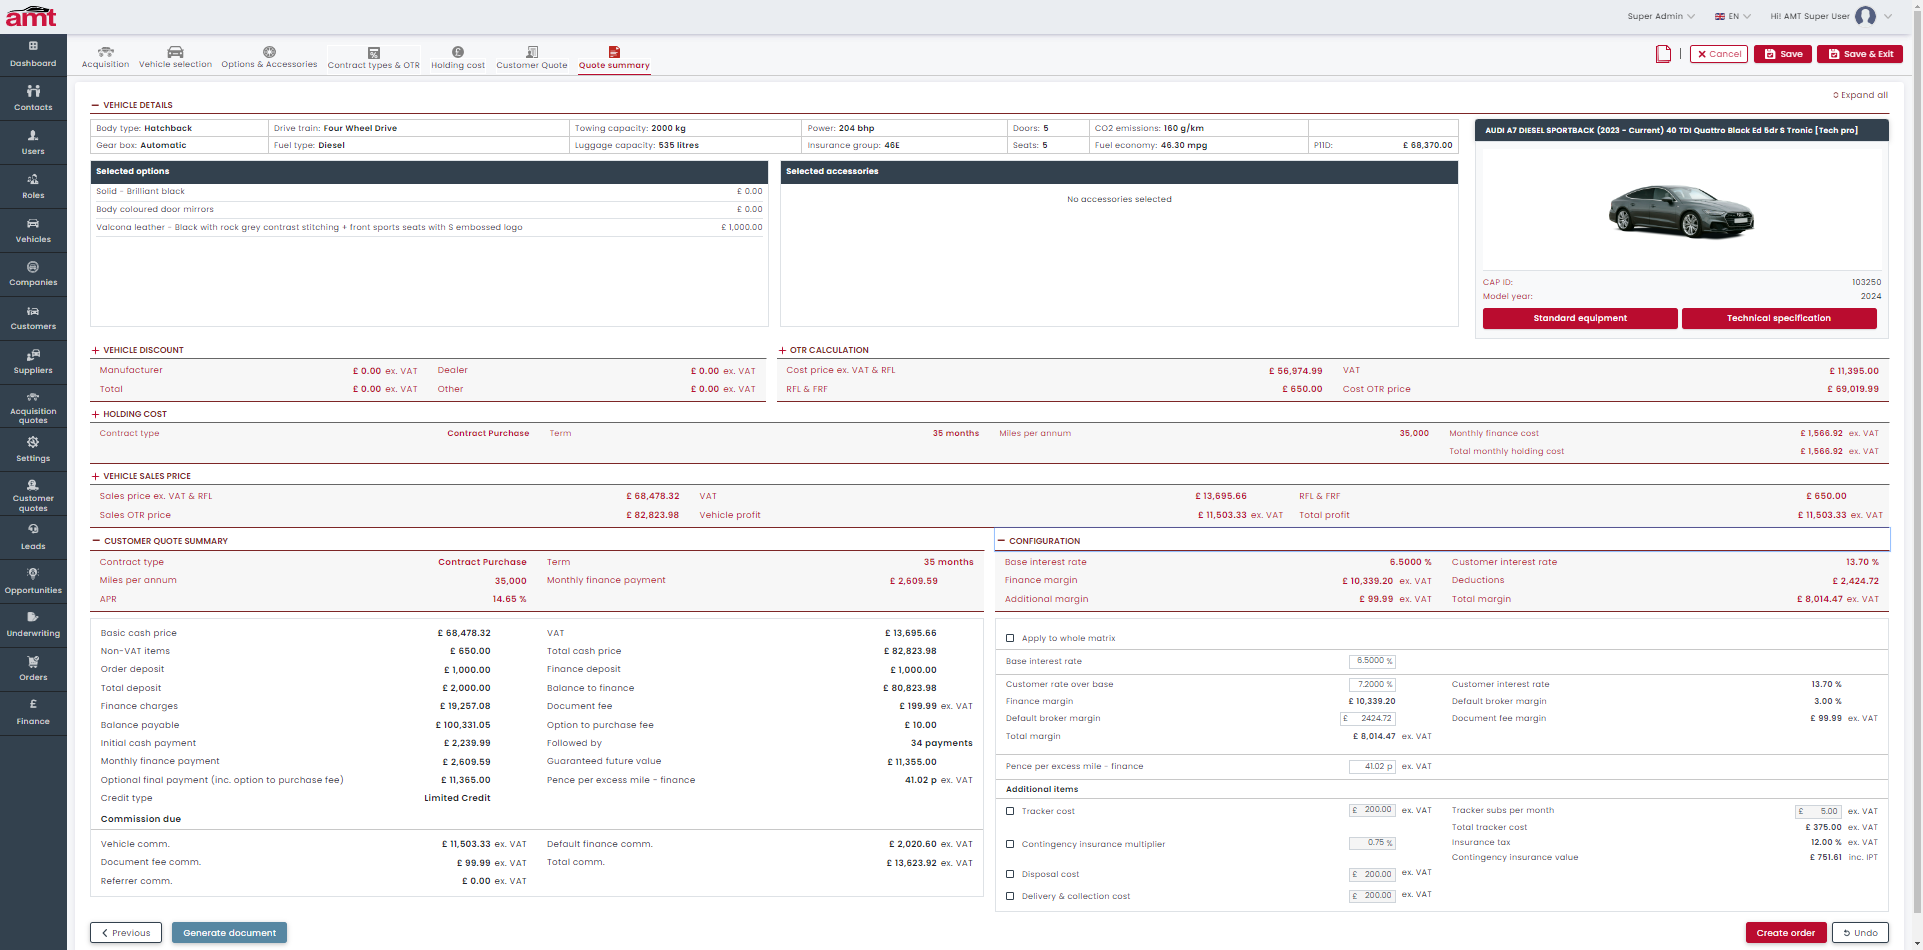 amt
Super Admin
EN
Hi! AMT Super User
Dashboard
Contacts
Users
Roles
Vehicles
Companies
Customers
Suppliers
Acquisition quotes
Settings
Customer quotes
Leads
Opportunities
Underwriting
Orders
Finance
Acquisition Vehicle selection Options & Accessories Contract types & OTR Holding cost Customer Quote Quote summary
Cancel Save Save & Exit
VEHICLE DETAILS
Expand all
Body type: Hatchback Drive train: Four Wheel Drive Towing capacity: 2000 kg Power: 204 bhp Doors: 5 CO2 emissions: 160 g/km
Gear box: Automatic Fuel type: Diesel Luggage capacity: 535 litres Insurance group: 46E Seats: 5 Fuel economy: 46.30 mpg P11D: £ 68,370.00
Selected options
Solid - Brilliant black £ 0.00
Body coloured door mirrors £ 0.00
Valcona leather - Black with rock grey contrast stitching + front sports seats with S embossed logo £ 1,000.00
Selected accessories
No accessories selected
AUDI A7 DIESEL SPORTBACK (2023 - Current) 40 TDI Quattro Black Ed 5dr S Tronic [Tech pro]
CAP ID: 103250
Model year: 2024
Standard equipment Technical specification
VEHICLE DISCOUNT
Manufacturer £ 0.00 ex. VAT Dealer £ 0.00 ex. VAT
Total £ 0.00 ex. VAT Other £ 0.00 ex. VAT
OTR CALCULATION
Cost price ex. VAT & RFL £ 56,974.99 VAT £ 11,395.00
RFL & FRF £ 650.00 Cost OTR price £ 69,019.99
HOLDING COST
Contract type Contract Purchase Term 35 months Miles per annum 35,000 Monthly finance cost £ 1,566.92 ex. VAT
Total monthly holding cost £ 1,566.92 ex. VAT
VEHICLE SALES PRICE
Sales price ex. VAT & RFL £ 68,478.32 VAT £ 13,695.66 RFL & FRF £ 650.00
Sales OTR price £ 82,823.98 Vehicle profit £ 11,503.33 ex. VAT Total profit £ 11,503.33 ex. VAT
CUSTOMER QUOTE SUMMARY
Contract type Contract Purchase Term 35 months
Miles per annum 35,000 Monthly finance payment £ 2,609.59
APR 14.65 %
Basic cash price £ 68,478.32 VAT £ 13,695.66
Non-VAT items £ 650.00 Total cash price £ 82,823.98
Order deposit £ 1,000.00 Finance deposit £ 1,000.00
Total deposit £ 2,000.00 Balance to finance £ 80,823.98
Finance charges £ 19,257.08 Document fee £ 199.99 ex. VAT
Balance payable £ 100,331.05 Option to purchase fee £ 10.00
Initial cash payment £ 2,239.99 Followed by 34 payments
Monthly finance payment £ 2,609.59 Guaranteed future value £ 11,355.00
Optional final payment (inc. option to purchase fee) £ 11,365.00 Pence per excess mile - finance 41.02 p ex. VAT
Credit type Limited Credit
Commission due
Vehicle comm. £ 11,503.33 ex. VAT Default finance comm. £ 2,020.60 ex. VAT
Document fee comm. £ 99.99 ex. VAT Total comm. £ 13,623.92 ex. VAT
Referrer comm. £ 0.00 ex. VAT
CONFIGURATION
Base interest rate 6.5000 % Customer interest rate 13.70 %
Finance margin £ 10,339.20 ex. VAT Deductions £ 2,424.72
Additional margin £ 99.99 ex. VAT Total margin £ 8,014.47 ex. VAT
Apply to whole matrix
Base interest rate 6.5000 %
Customer rate over base 7.2000 % Customer interest rate 13.70 %
Finance margin £ 10,339.20 Default broker margin 3.00 %
Default broker margin £ 2424.72 Document fee margin £ 99.99 ex. VAT
Total margin £ 8,014.47 ex. VAT
Pence per excess mile - finance 41.02 p ex. VAT
Additional items
Tracker cost £ 200.00 ex. VAT Tracker subs per month £ 5.00 ex. VAT
Total tracker cost £ 375.00 ex. VAT
Contingency insurance multiplier 0.75 % Insurance tax 12.00 % ex. VAT
Contingency insurance value £ 751.61 inc. IPT
Disposal cost £ 200.00 ex. VAT
Delivery & collection cost £ 200.00 ex. VAT
Previous Generate document Create order Undo